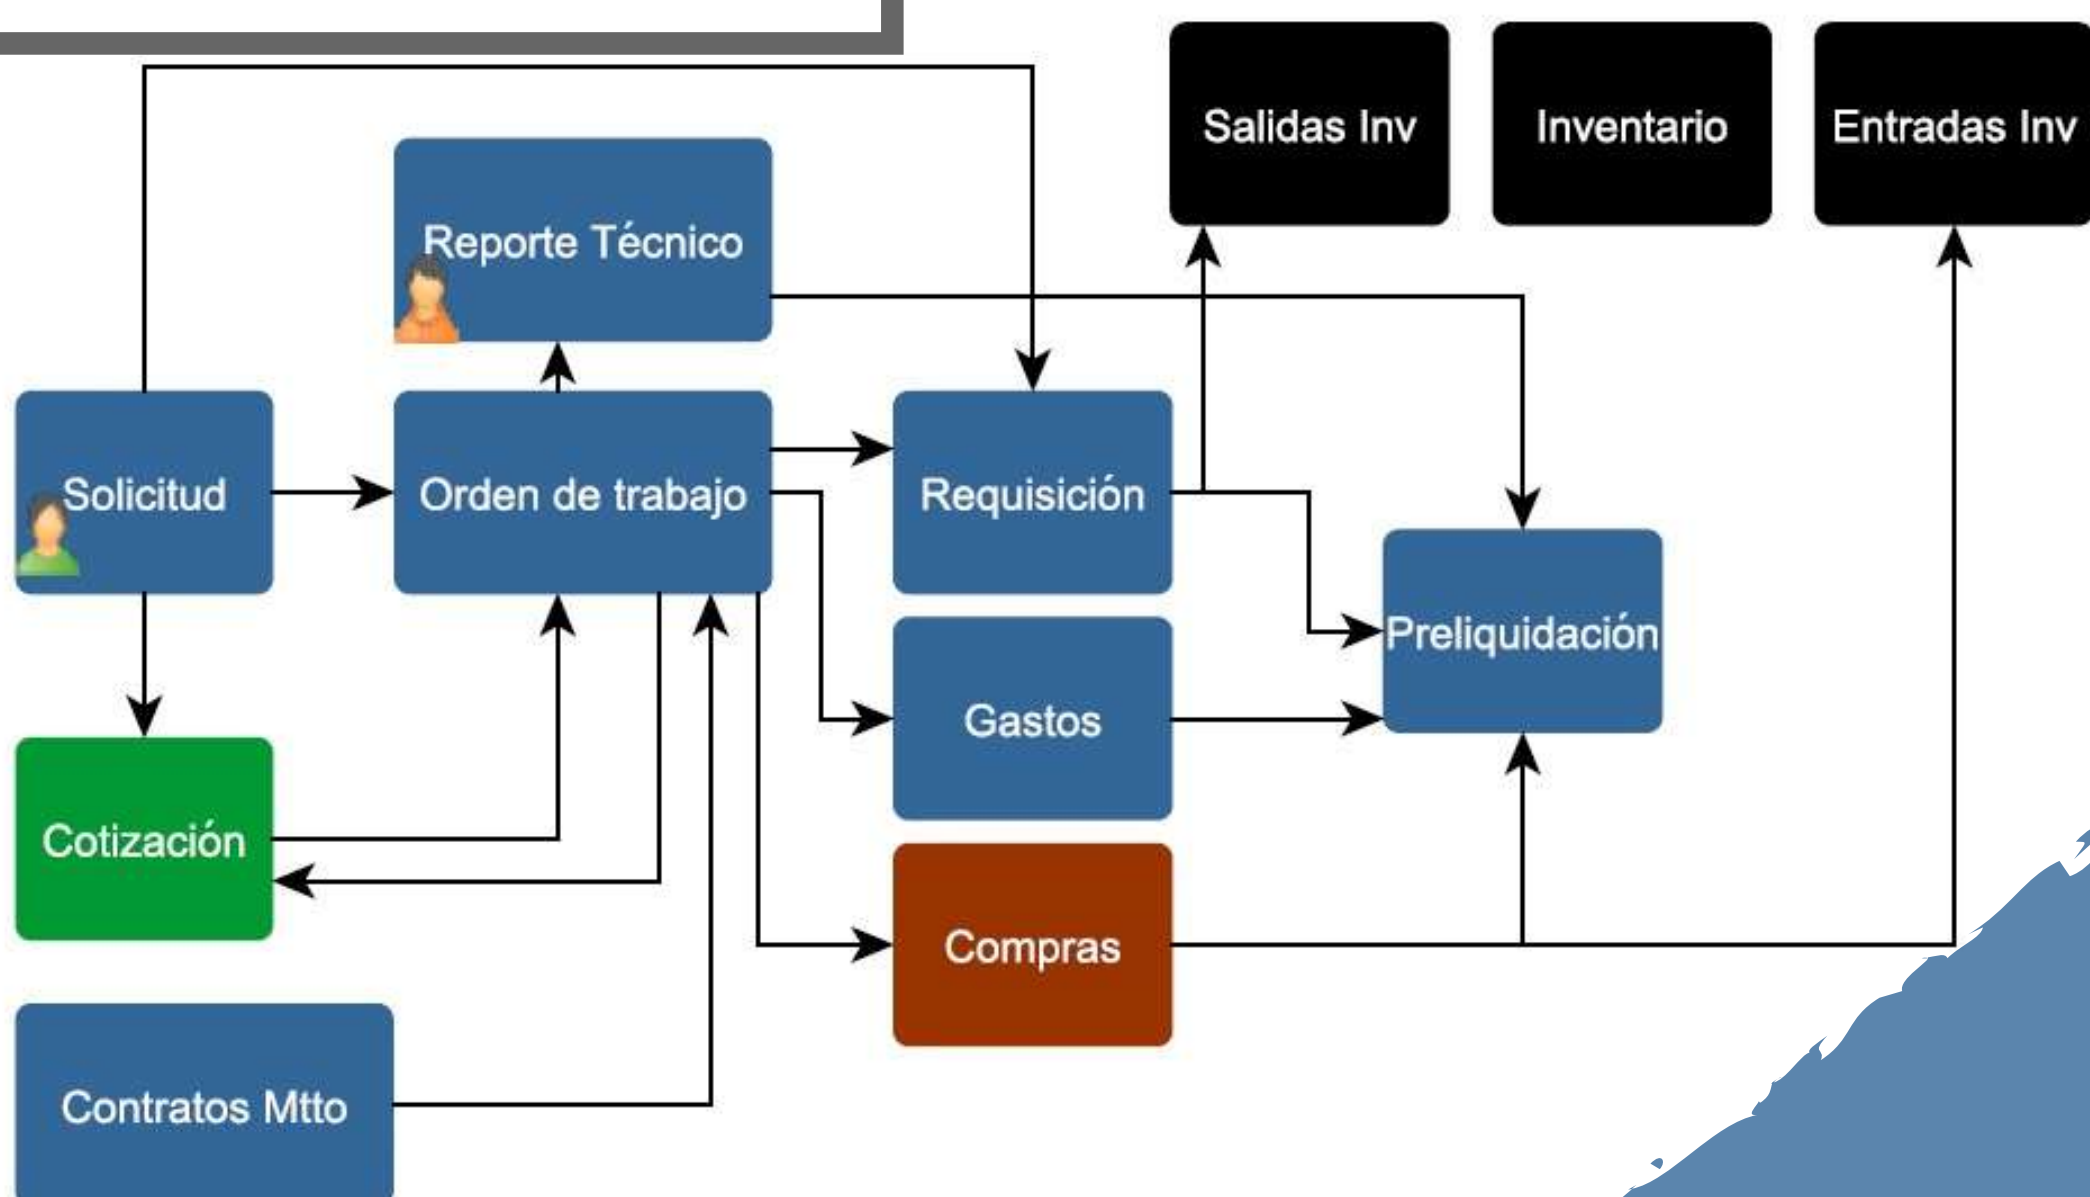 Salidas Inv
Inventario
Entradas Inv
Reporte Técnico
Solicitud
Orden de trabajo
Requisición
Preliquidación
Gastos
Cotización
Compras
Contratos Mtto